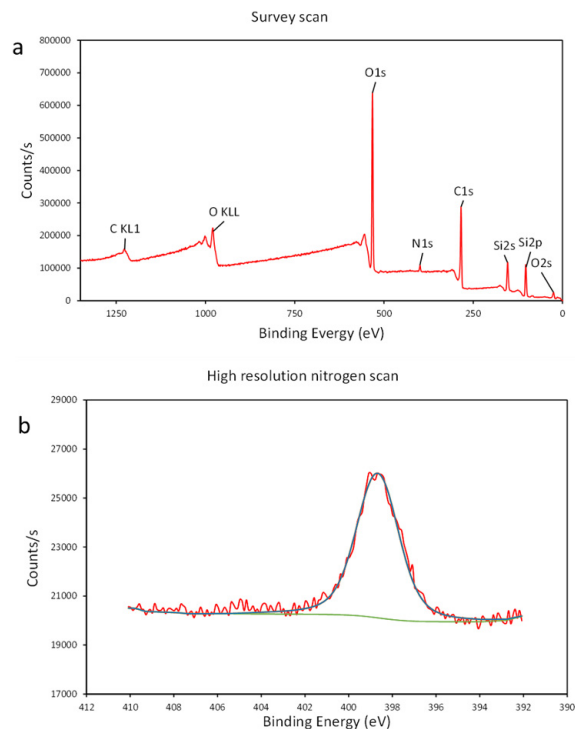 Survey scan
a
800000
700000
600000
500000
400000
300000
200000
100000
0
Counts/s
O1s
C KL1
O KLL
N1s
C1s
Si2s
Si2p
O2s
1250
1000
750
500
250
0
Binding Evergy (eV)
High resolution nitrogen scan
b
29000
27000
25000
23000
21000
19000
17000
Counts/s
412
410
408
406
404
402
400
398
396
394
392
390
Binding Energy (eV)